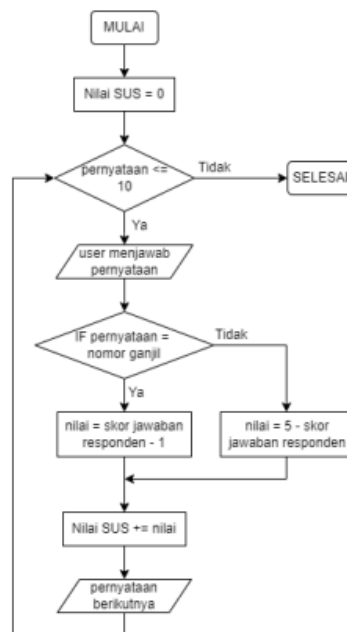 MULAI
Nilai SUS = 0
pernyataan <=
10
Tidak
SELESAI
Ya
user menjawab
pernyataan
IF pernyataan =
nomor ganjil
Tidak
Ya
nilai = skor jawaban
responden - 1
nilai = 5 - skor
jawaban responden
Nilai SUS += nilai
pernyataan
berikutnya